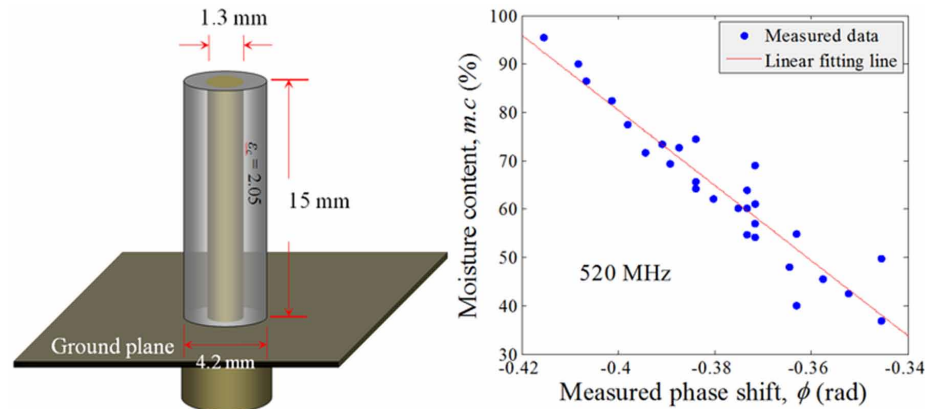 1.3 mm
ε_c = 2.05
15 mm
Ground plane
4.2 mm
Measured data
Linear fitting line
Moisture content, m.c (%)
100
90
80
70
60
50
40
30
520 MHz
-0.42
-0.4
-0.38
-0.36
-0.34
Measured phase shift, ϕ (rad)